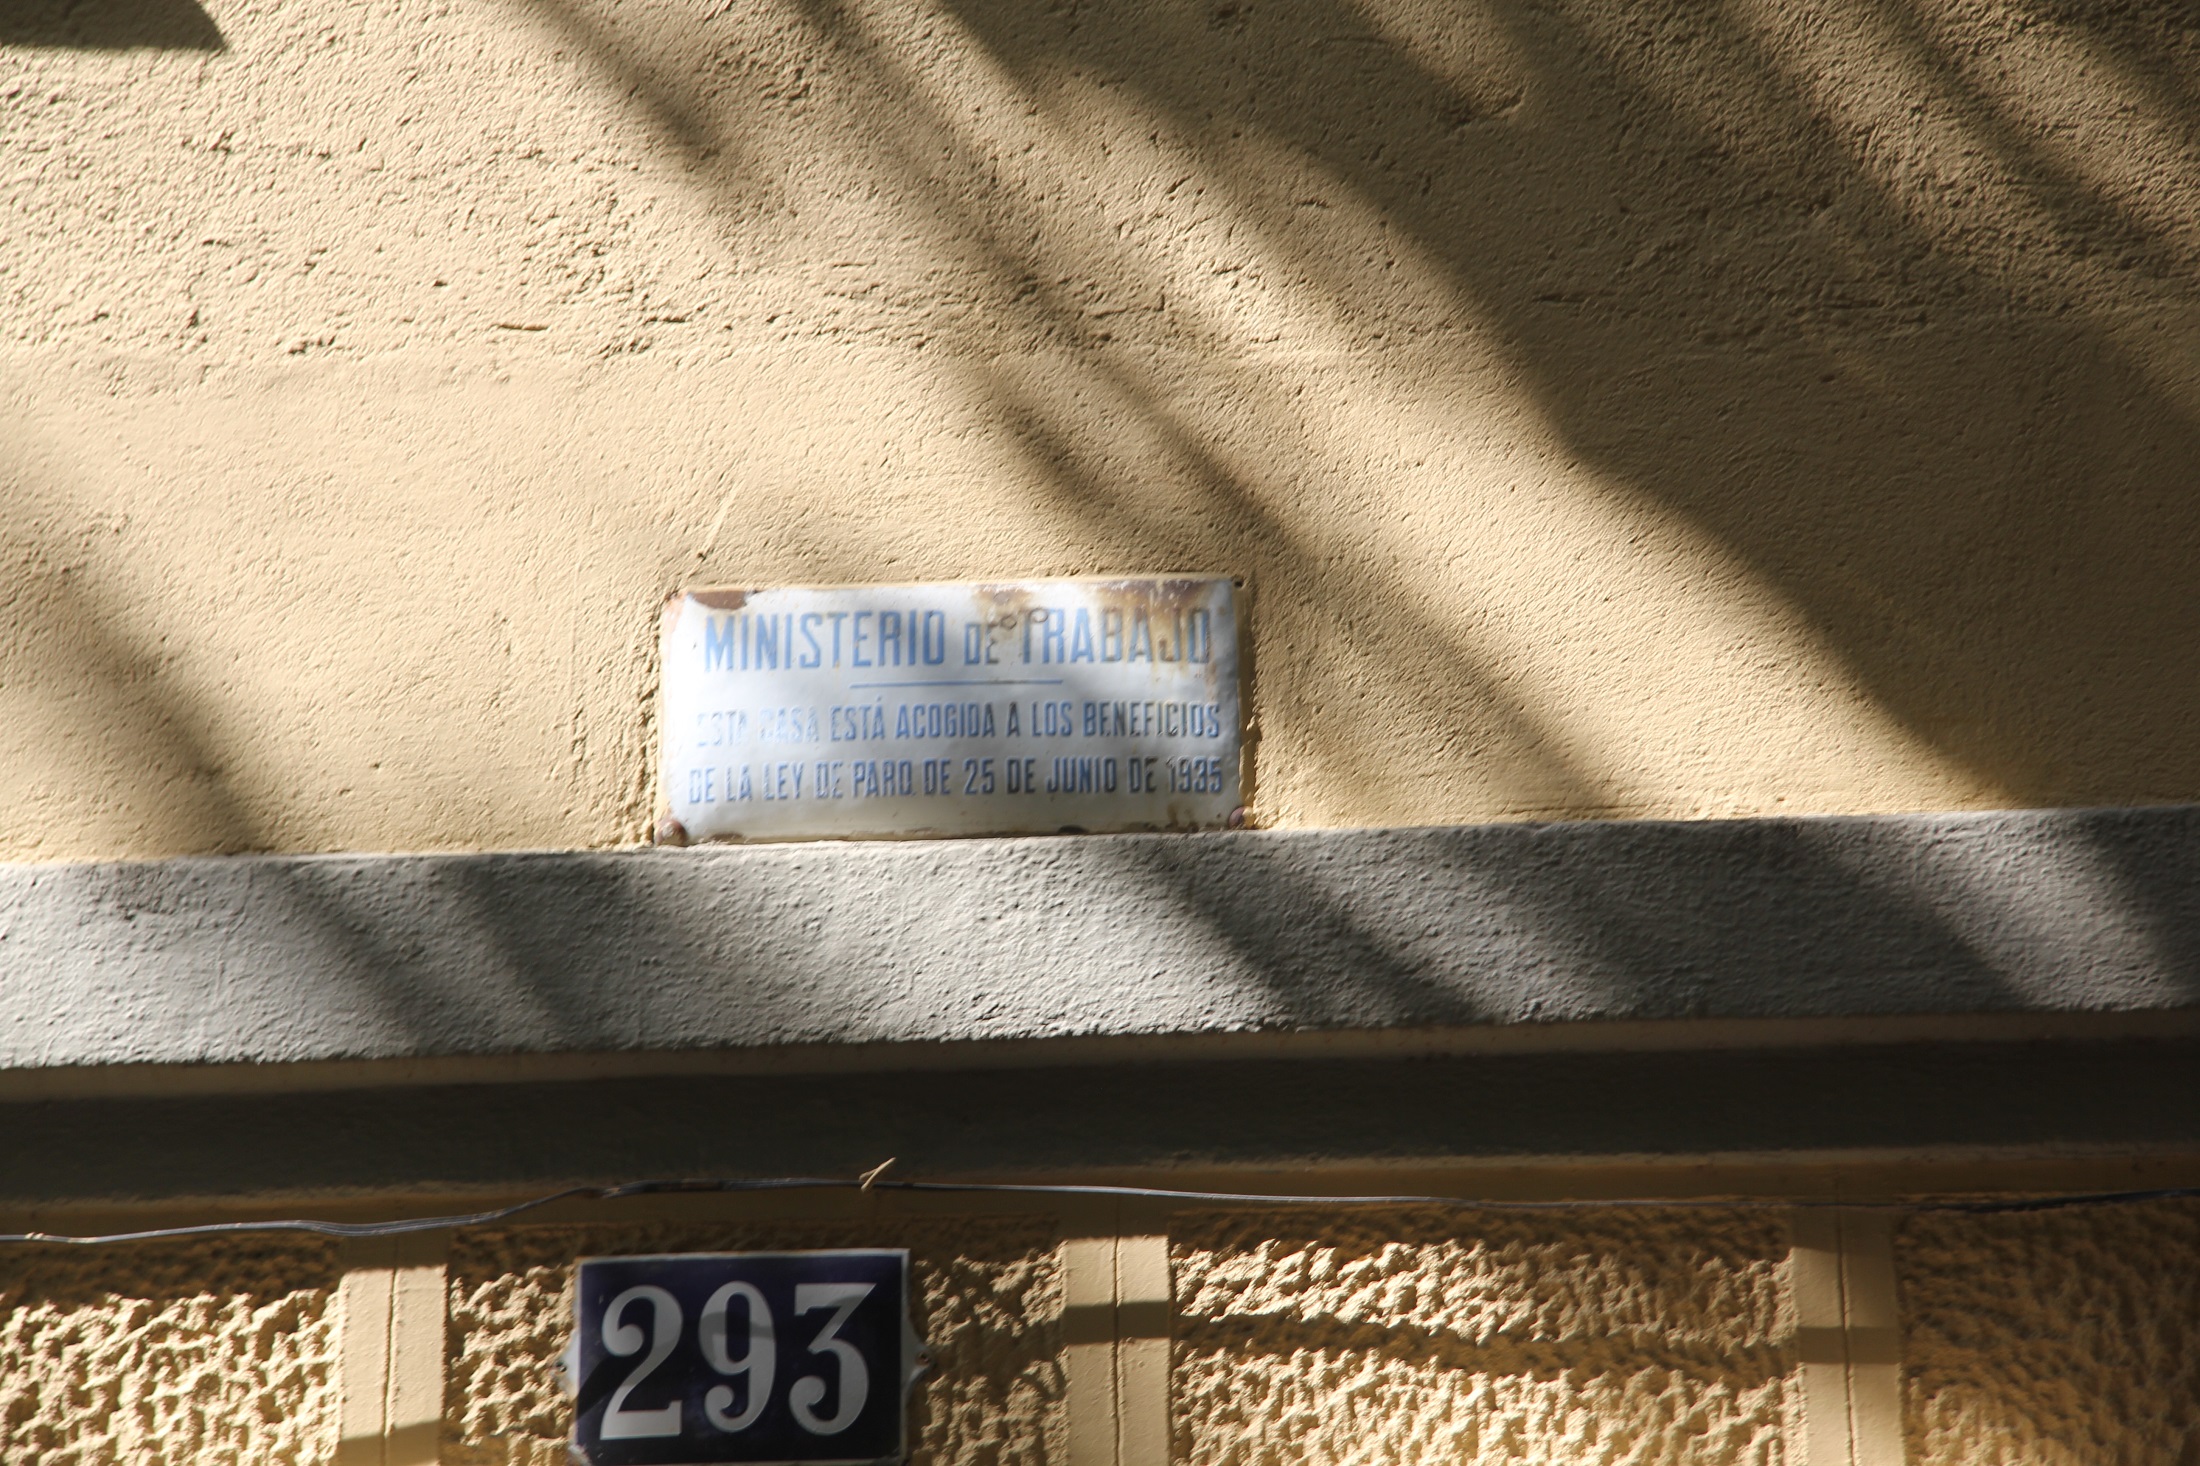 MINISTERIO DE TRABAJO
ESTA CASA ESTÁ ACOGIDA A LOS BENEFICIOS
DE LA LEY DE PARO DE 25 DE JUNIO DE 1935
293